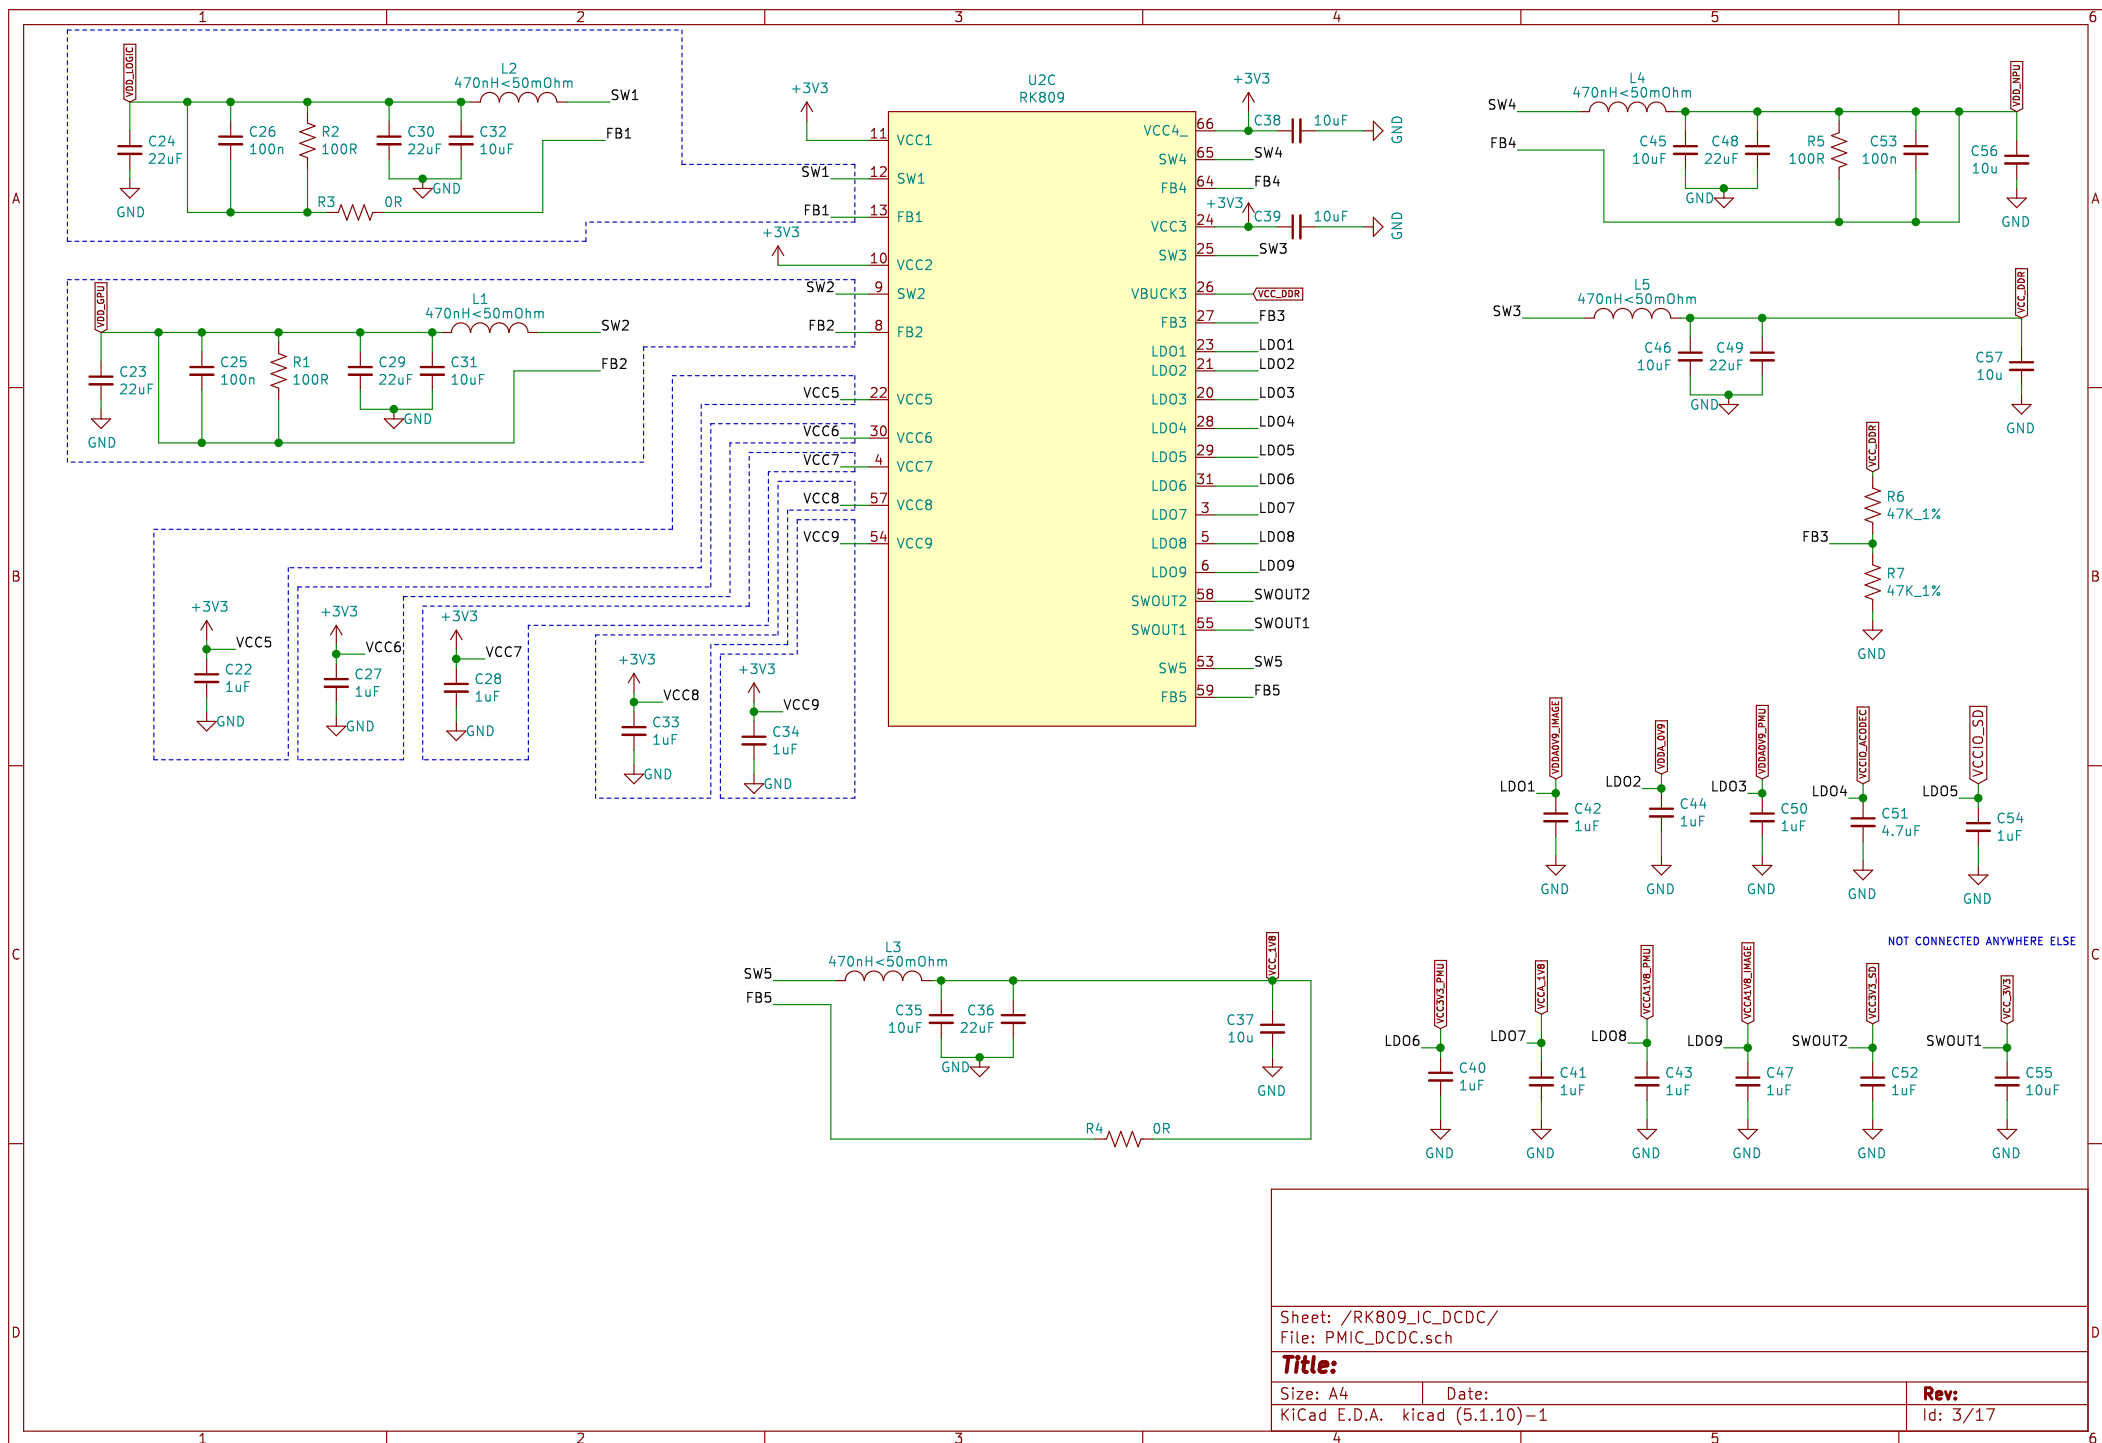 1 2 3 4 5 6
A
B
C
D
VDD_LOGIC
L2
470nH<50mOhm
SW1
FB1
C24
22uF
C26
100n
R2
100R
C30
22uF
C32
10uF
GND
GND
R3 0R
VDD_GPU
L1
470nH<50mOhm
SW2
FB2
C23
22uF
C25
100n
R1
100R
C29
22uF
C31
10uF
GND
GND
U2C
RK809
+3V3
11 VCC1
SW1 12 SW1
FB1 13 FB1
+3V3
10 VCC2
SW2 9 SW2
FB2 8 FB2
VCC5 22 VCC5
VCC6 30 VCC6
VCC7 4 VCC7
VCC8 57 VCC8
VCC9 54 VCC9
+3V3
VCC4_ 66 C38 10uF GND
SW4 65 SW4
FB4 64 FB4
+3V3
VCC3 24 C39 10uF GND
SW3 25 SW3
VBUCK3 26 VCC_DDR
FB3 27 FB3
LDO1 23 LDO1
LDO2 21 LDO2
LDO3 20 LDO3
LDO4 28 LDO4
LDO5 29 LDO5
LDO6 31 LDO6
LDO7 3 LDO7
LDO8 5 LDO8
LDO9 6 LDO9
SWOUT2 58 SWOUT2
SWOUT1 55 SWOUT1
SW5 53 SW5
FB5 59 FB5
+3V3
VCC5
C22
1uF
GND
+3V3
VCC6
C27
1uF
GND
+3V3
VCC7
C28
1uF
GND
+3V3
VCC8
C33
1uF
GND
+3V3
VCC9
C34
1uF
GND
L4
470nH<50mOhm
SW4
FB4
VDD_NPU
C45
10uF
C48
22uF
R5
100R
C53
100n
C56
10u
GND
GND
L5
470nH<50mOhm
SW3
VCC_DDR
C46
10uF
C49
22uF
C57
10u
GND
GND
VCC_DDR
R6
47K_1%
FB3
R7
47K_1%
GND
VDDA0V9_IMAGE
LDO1
C42
1uF
GND
VDDA_0V9
LDO2
C44
1uF
GND
VDDA0V9_PMU
LDO3
C50
1uF
GND
VCCIO_ACODEC
LDO4
C51
4.7uF
GND
VCCIO_SD
LDO5
C54
1uF
GND
NOT CONNECTED ANYWHERE ELSE
VCC3V3_PMU
LDO6
C40
1uF
GND
VCCA_1V8
LDO7
C41
1uF
GND
VCCA1V8_PMU
LDO8
C43
1uF
GND
VCCA1V8_IMAGE
LDO9
C47
1uF
GND
VCC3V3_SD
SWOUT2
C52
1uF
GND
VCC_3V3
SWOUT1
C55
10uF
GND
L3
470nH<50mOhm
SW5
FB5
VCC_1V8
C35
10uF
C36
22uF
C37
10u
GND
GND
R4 0R
Sheet: /RK809_IC_DCDC/
File: PMIC_DCDC.sch
Title:
Size: A4 Date: Rev:
KiCad E.D.A. kicad (5.1.10)-1 Id: 3/17
A
B
C
D
1 2 3 4 5 6